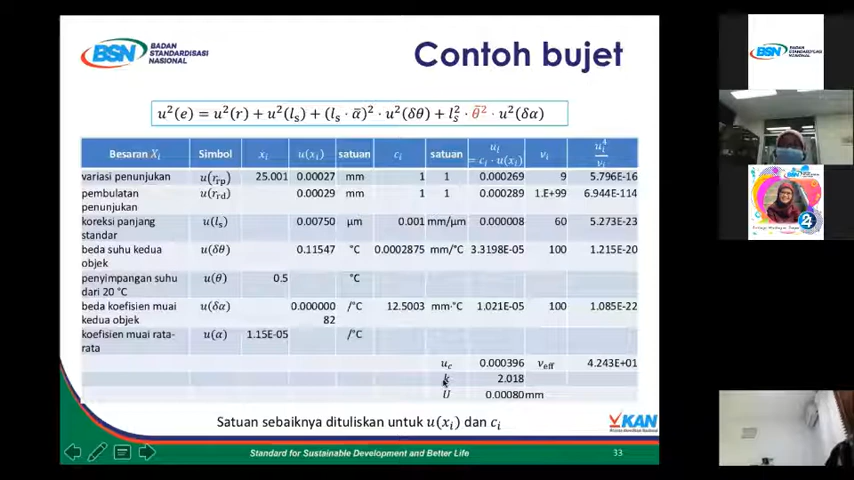 BSN BADAN
STANDARDISASI
NASIONAL
Contoh bujet
u²(e) = u²(r) + u²(lₛ) + (lₛ · ᾱ)² · u²(δθ) + lₛ² · θ̄² · u²(δα)
Besaran Xᵢ Simbol xᵢ u(xᵢ) satuan cᵢ satuan uᵢ = cᵢ · u(xᵢ) νᵢ uᵢ⁴/νᵢ
variasi penunjukan u(r_rp) 25.001 0.00027 mm 1 1 0.000269 9 5.796E-16
pembulatan u(r_rd) 0.00029 mm 1 1 0.000289 1.E+99 6.944E-114
penunjukan
koreksi panjang u(lₛ) 0.00750 μm 0.001 mm/μm 0.000008 60 5.273E-23
standar
beda suhu kedua u(δθ) 0.11547 °C 0.0002875 mm/°C 3.3198E-05 100 1.215E-20
objek
penyimpangan suhu u(θ) 0.5 °C
dari 20 °C
beda koefisien muai u(δα) 0.000000 /°C 12.5003 mm·°C 1.021E-05 100 1.085E-22
kedua objek 82
koefisien muai rata- u(α) 1.15E-05 /°C
rata
u_c 0.000396 ν_eff 4.243E+01
k 2.018
U 0.00080 mm
Satuan sebaiknya dituliskan untuk u(xᵢ) dan cᵢ
KAN
Standard for Sustainable Development and Better Life
33
BSN BADAN
STANDARDISASI
NASIONAL